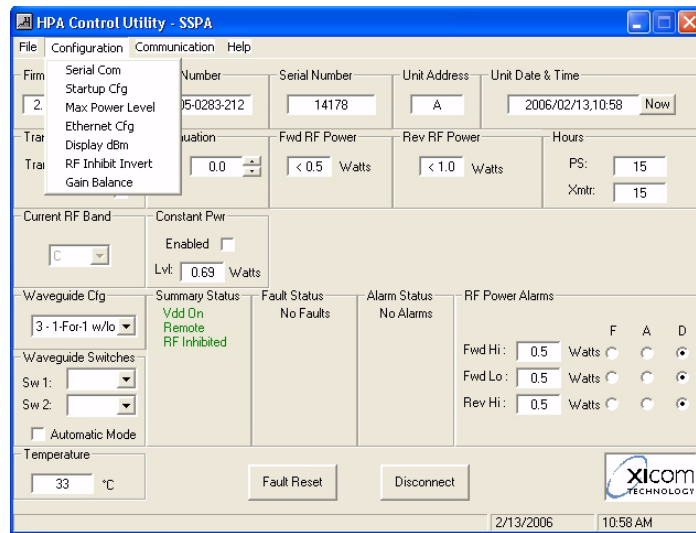 HPA Control Utility - SSPA
File Configuration Communication Help
Serial Com
Startup Cfg
Max Power Level
Ethernet Cfg
Display dBm
RF Inhibit Invert
Gain Balance
Firm Number Serial Number Unit Address Unit Date & Time
2. 05-0283-212 14178 A 2006/02/13,10:58 Now
Tran uation Fwd RF Power Rev RF Power Hours
Tra 0.0 < 0.5 Watts < 1.0 Watts PS: 15
Xmtr: 15
Current RF Band Constant Pwr
C Enabled
Lvl: 0.69 Watts
Waveguide Cfg Summary Status Fault Status Alarm Status RF Power Alarms
3 - 1-For-1 w/lo Vdd On No Faults No Alarms
Remote
RF Inhibited
F A D
Fwd Hi: 0.5 Watts
Fwd Lo: 0.5 Watts
Rev Hi: 0.5 Watts
Waveguide Switches
Sw 1:
Sw 2:
Automatic Mode
Temperature
33 °C Fault Reset Disconnect
XICOM
TECHNOLOGY
2/13/2006 10:58 AM